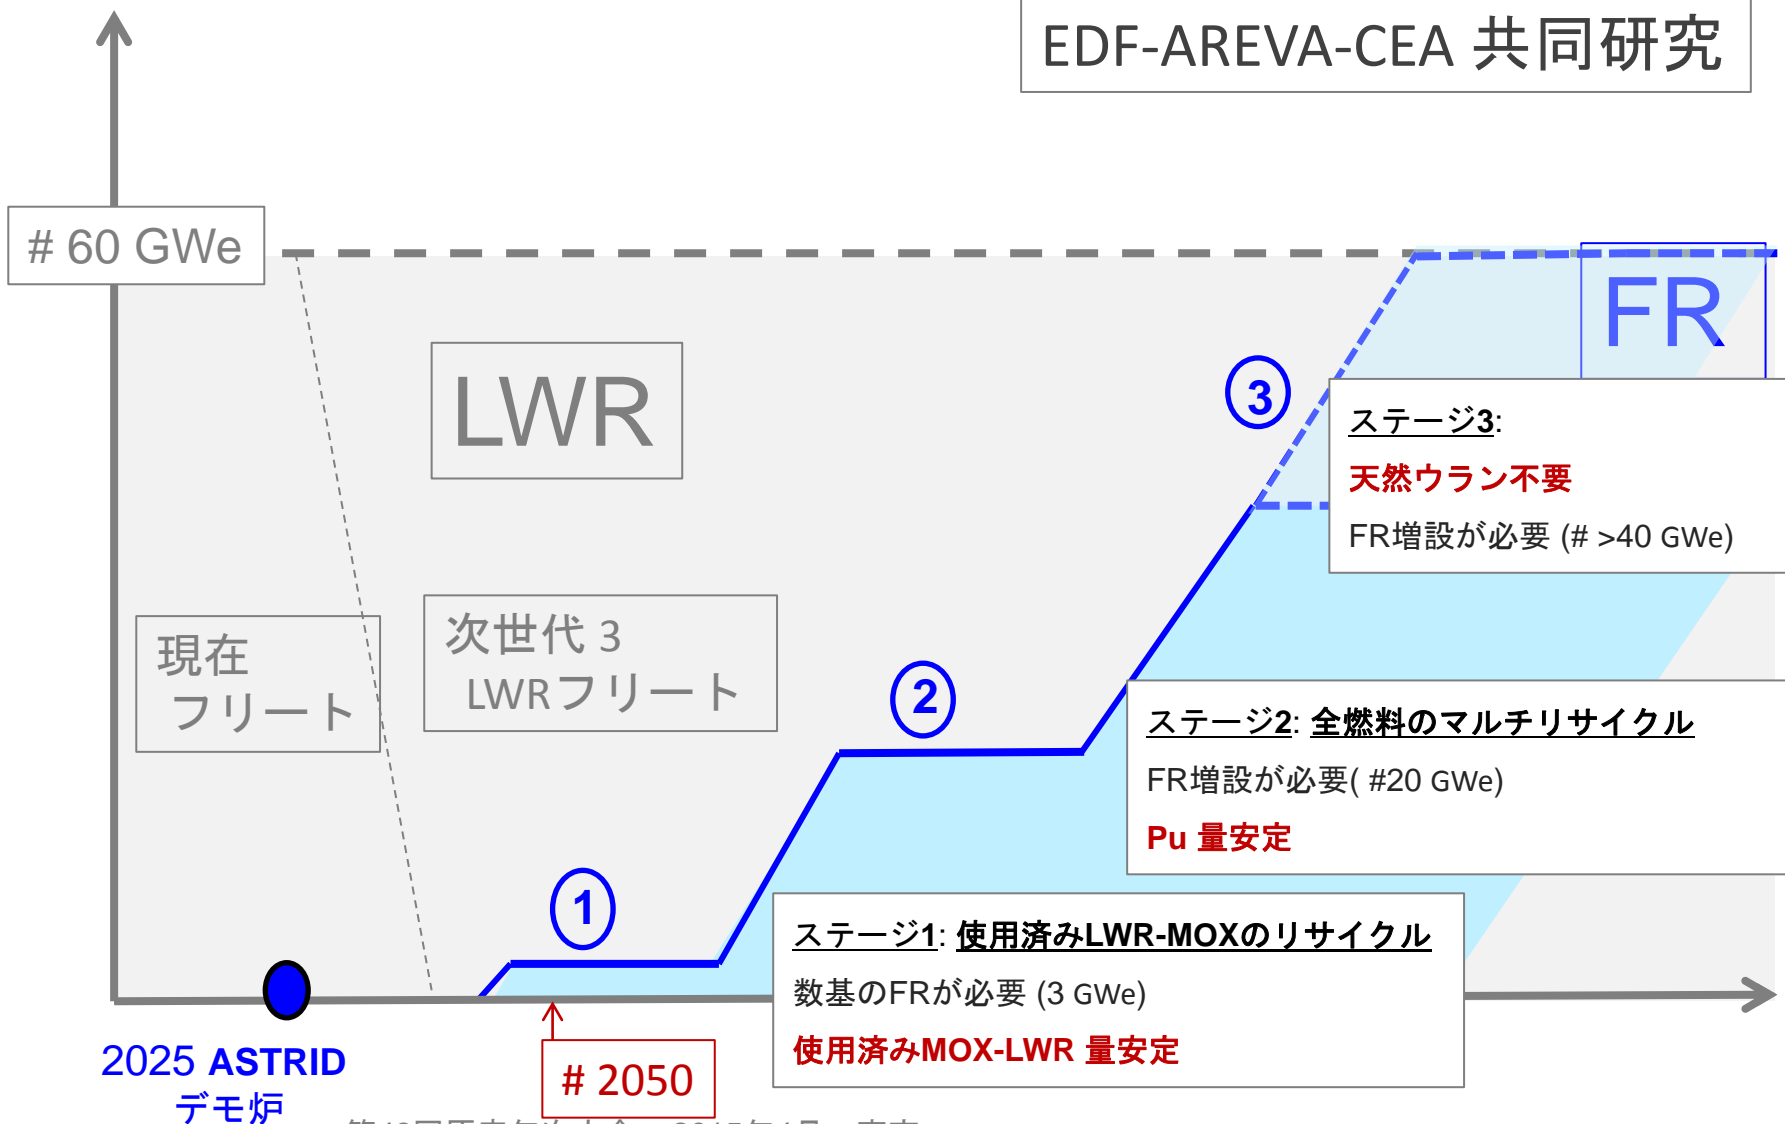 EDF-AREVA-CEA 共同研究
# 60 GWe
LWR
FR
3
ステージ3:
天然ウラン不要
FR増設が必要 (# >40 GWe)
現在
フリート
次世代 3
LWRフリート
2
ステージ2: 全燃料のマルチリサイクル
FR増設が必要( #20 GWe)
Pu 量安定
1
ステージ1: 使用済みLWR-MOXのリサイクル
数基のFRが必要 (3 GWe)
使用済みMOX-LWR 量安定
2025 ASTRID
デモ炉
# 2050